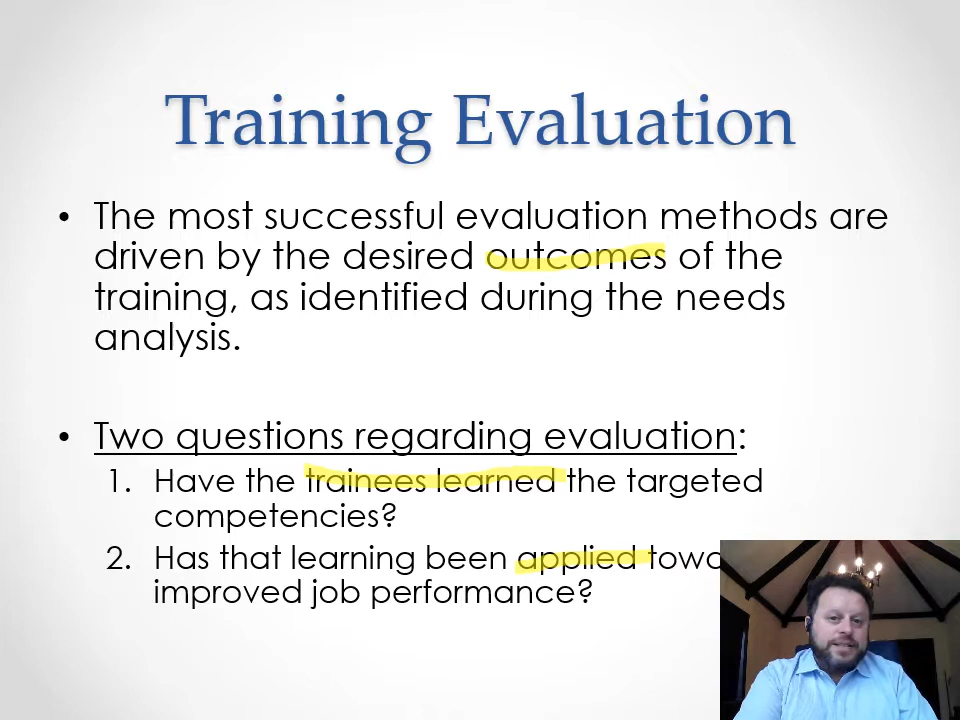 Training Evaluation
• The most successful evaluation methods are
driven by the desired outcomes of the
training, as identified during the needs
analysis.
• Two questions regarding evaluation:
1. Have the trainees learned the targeted
competencies?
2. Has that learning been applied
improved job performance?